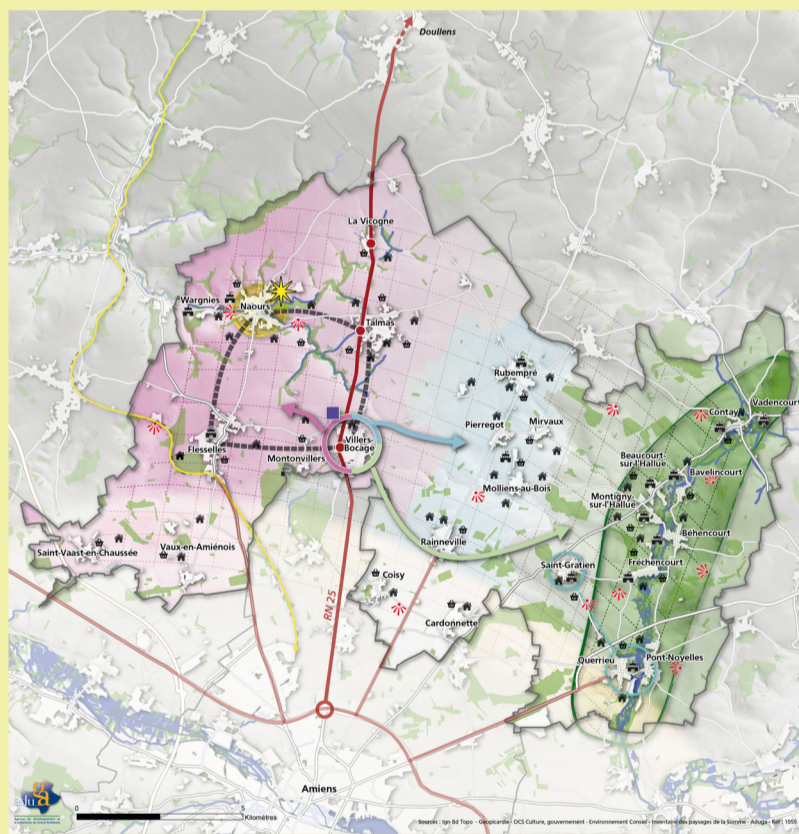 Doullens
La Vicogne
Wargnies
Naours
Talmas
Rubempré
Vadencourt
Contay
Pierregot
Mirvaux
Flesselles
Villers-
Bocage
Montonvillers
Beaucourt-
sur-l'Hallue
Bavelincourt
Molliens-au-Bois
Montigny-
sur-l'Hallue
Béhencourt
Rainneville
Saint-Vaast-en-Chaussée
Vaux-en-Amiénois
Saint-Gratien
Fréchencourt
Coisy
RN 25
Cardonnette
Querrieu
Pont-Noyelles
Amiens
aduga
0
5
Kilomètres
Sources : Ign Bd Topo - Geopicardie - OCS Culture, gouvernement - Environnement Conseil - Inventaire des paysages de la Somme - Aduga - Ref : 1055